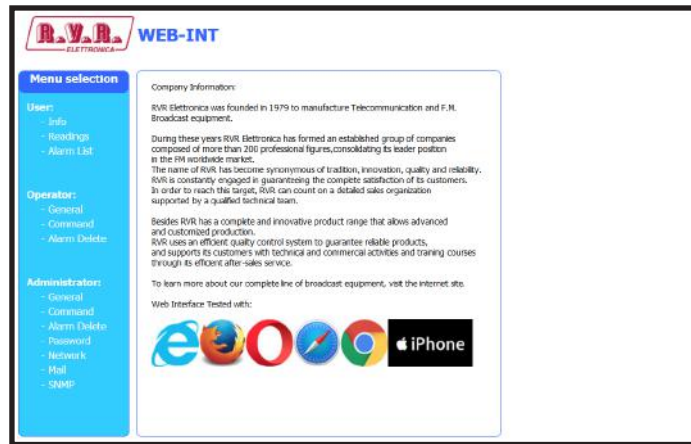 R.V.R.
ELETTRONICA
WEB-INT
Menu selection
User:
- Info
- Readings
- Alarm List
Operator:
- General
- Command
- Alarm Delete
Administrator:
- General
- Command
- Alarm Delete
- Password
- Network
- Mail
- SNMP
Company Information:
RVR Elettronica was founded in 1979 to manufacture Telecommunication and F.M.
Broadcast equipment.
During these years RVR Elettronica has formed an established group of companies
composed of more than 200 professional figures,consolidating its leader position
in the FM worldwide market.
The name of RVR has become synonymous of tradition, innovation, quality and reliability.
RVR is constantly engaged in guaranteeing the complete satisfaction of its customers.
In order to reach this target, RVR can count on a detailed sales organization
supported by a qualified technical team.
Besides RVR has a complete and innovative product range that allows advanced
and customized production.
RVR uses an efficient quality control system to guarantee reliable products,
and supports its customers with technical and commercial activities and training courses
through its efficient after-sales service.
To learn more about our complete line of broadcast equipment, visit the internet site.
Web Interface Tested with:
iPhone